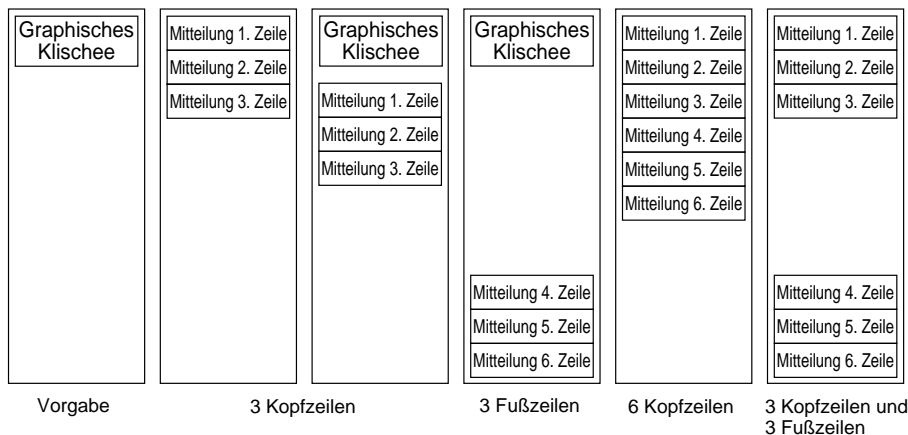 Graphisches
Klischee
Vorgabe
Mitteilung 1. Zeile
Mitteilung 2. Zeile
Mitteilung 3. Zeile
Graphisches
Klischee
Mitteilung 1. Zeile
Mitteilung 2. Zeile
Mitteilung 3. Zeile
3 Kopfzeilen
Graphisches
Klischee
Mitteilung 4. Zeile
Mitteilung 5. Zeile
Mitteilung 6. Zeile
3 Fußzeilen
Mitteilung 1. Zeile
Mitteilung 2. Zeile
Mitteilung 3. Zeile
Mitteilung 4. Zeile
Mitteilung 5. Zeile
Mitteilung 6. Zeile
6 Kopfzeilen
Mitteilung 1. Zeile
Mitteilung 2. Zeile
Mitteilung 3. Zeile
Mitteilung 4. Zeile
Mitteilung 5. Zeile
Mitteilung 6. Zeile
3 Kopfzeilen und
3 Fußzeilen